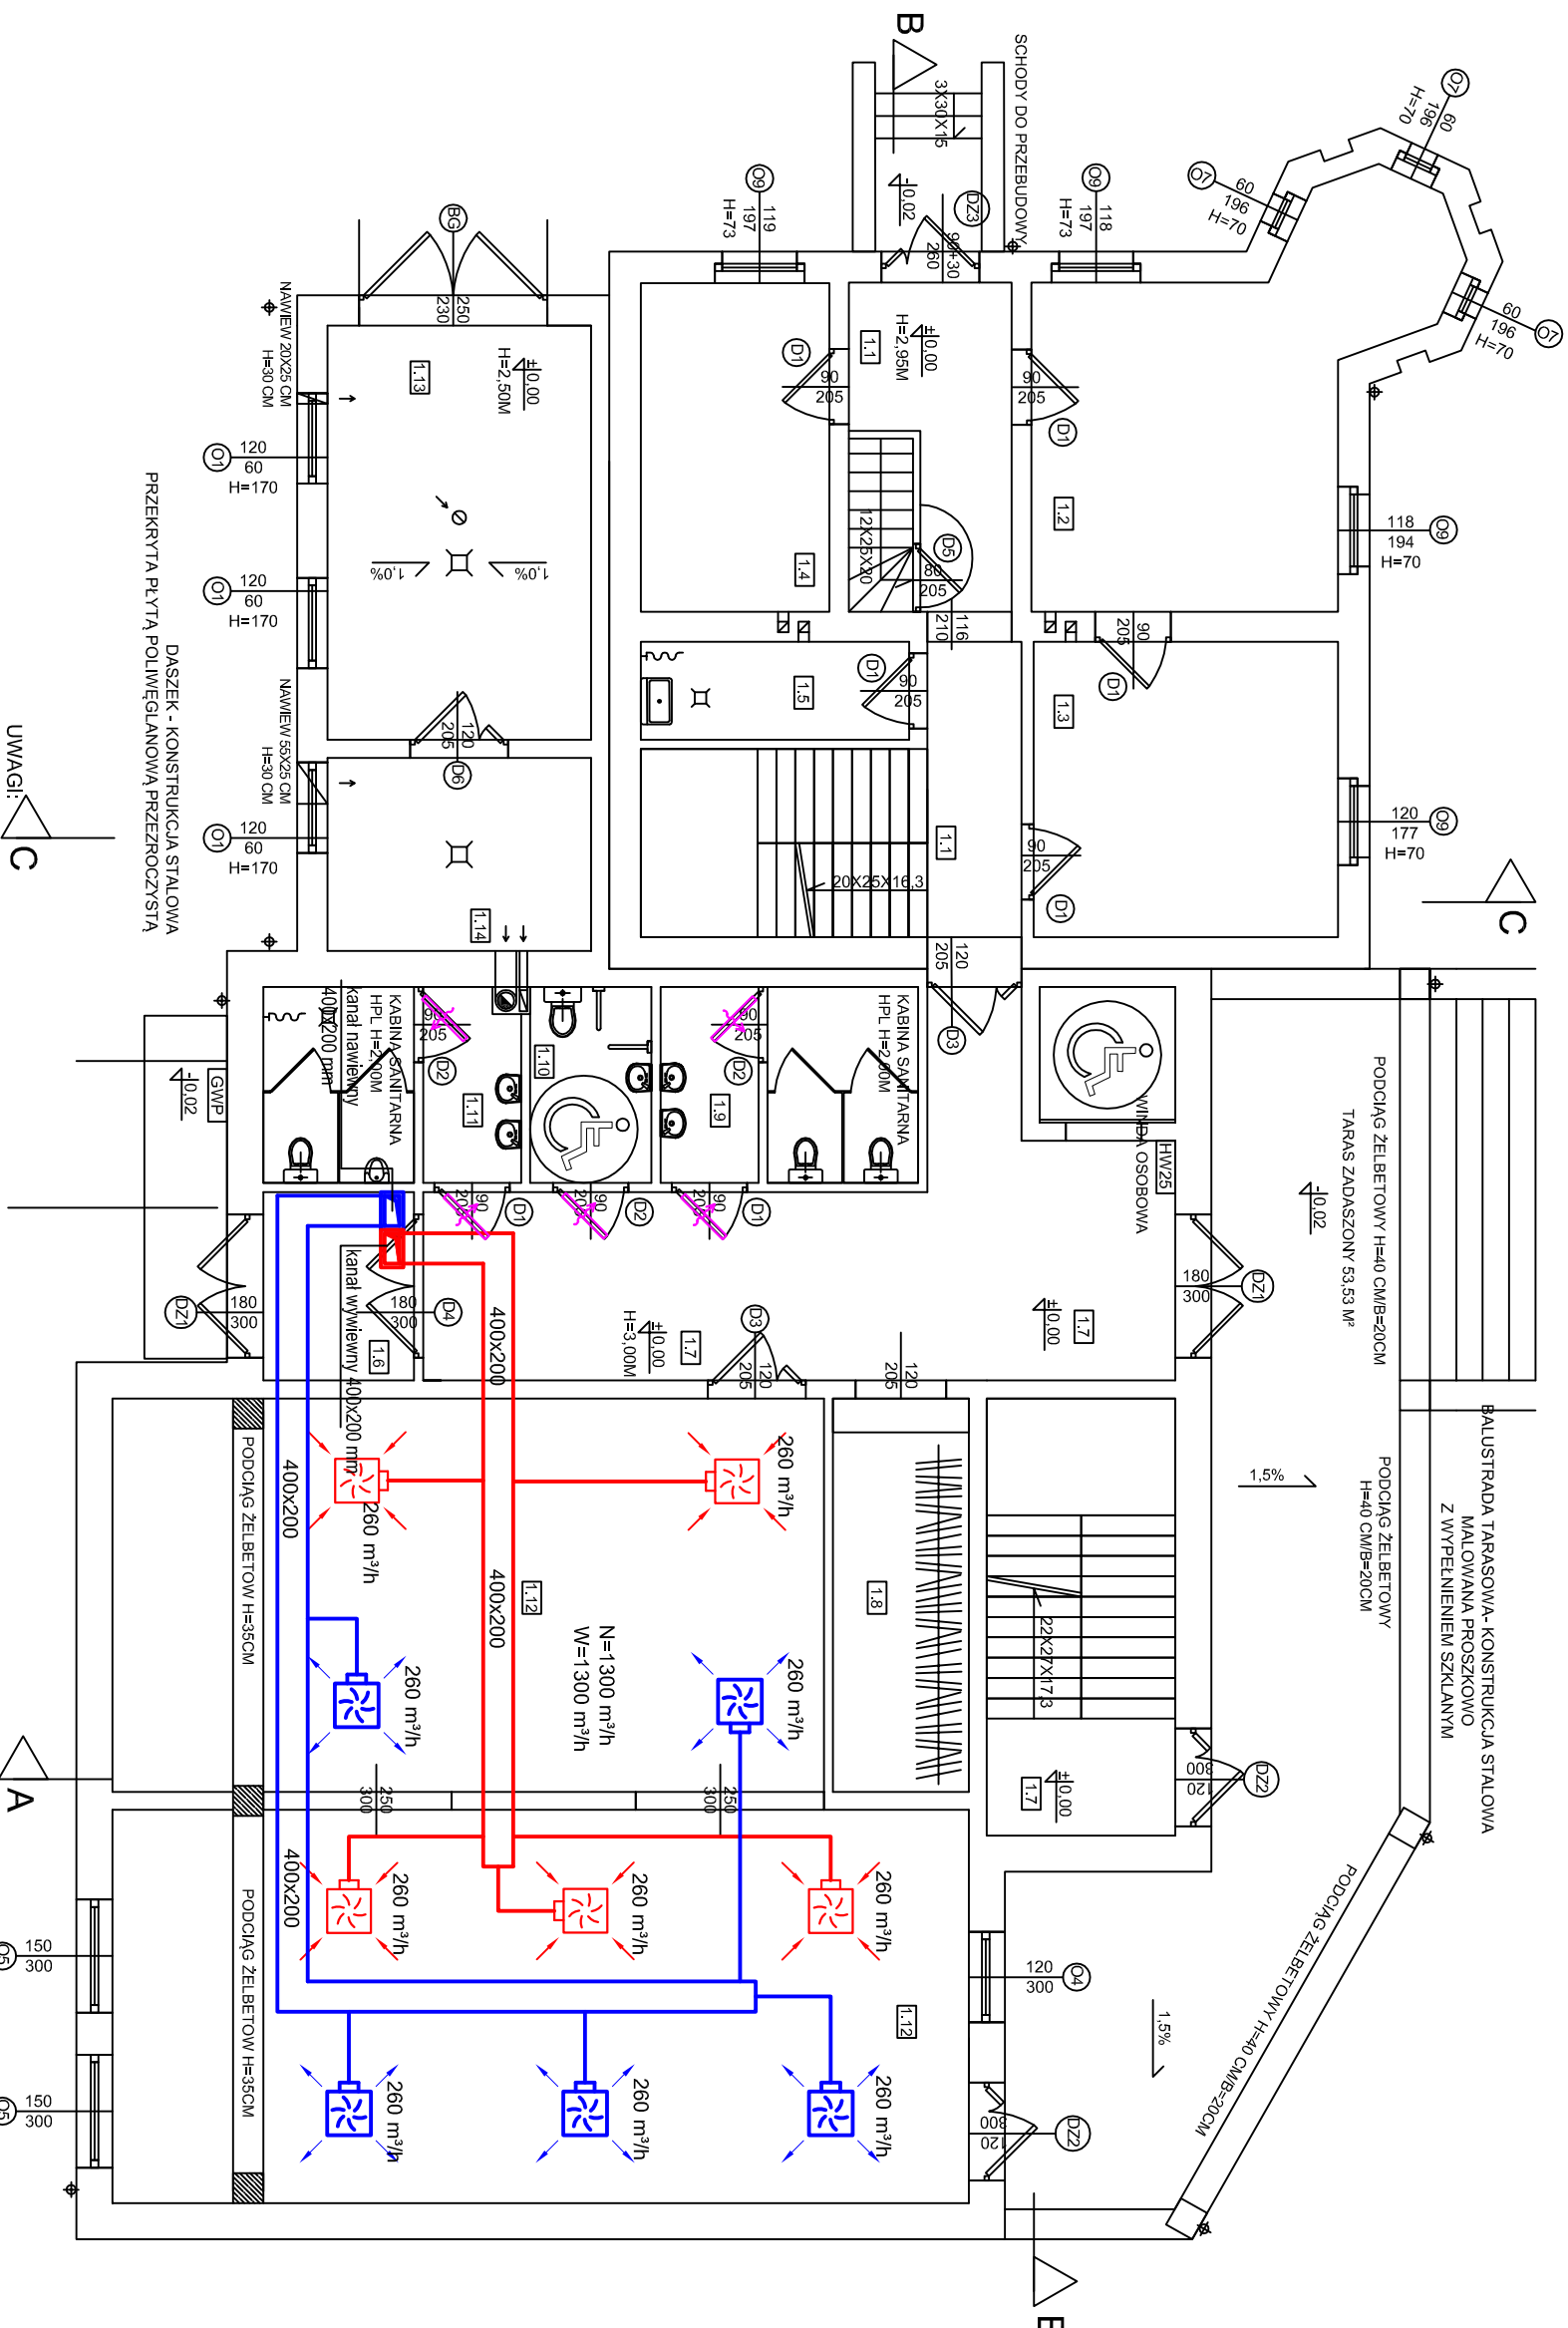 B
SCHODY DO PRZEBUDOWY
3X30X15
-0,02
DZ3
90+30
260
O7
60
196
H=70
O7
60
196
H=70
O7
60
196
H=70
O9
118
197
H=73
O9
119
197
H=73
O9
118
194
H=70
O9
120
177
H=70
BG
250
230
NAWIEW 20X25 CM
H=30 CM
1.13
±0,00
H=2,50M
1,0%
1,0%
O1
120
60
H=170
O1
120
60
H=170
O1
120
60
H=170
NAWIEW 55X25 CM
H=30 CM
DASZEK - KONSTRUKCJA STALOWA
PRZEKRYTA PŁYTĄ POLIWĘGLANOWĄ PRZEZROCZYSTĄ
UWAGI:
C
C
1.1
±0,00
H=2,95M
D1
90
205
90
205
D1
1.2
1.4
12X25X20
D5
80
205
116
210
1.5
D1
90
205
90
205
D1
1.3
120
205
D6
1.14
1.1
20X25X16,3
90
205
D1
120
205
D3
KABINA SANITARNA
HPL H=2,00M
kanał nawiewny
400x200 mm
90
205
D2
1.11
1.10
90
205
D2
1.9
KABINA SANITARNA
HPL H=2,00M
WINDA OSOBOWA
HW25
PODCIĄG ŻELBETOWY H=40 CM/B=20CM
TARAS ZADASZONY 53,53 M²
-0,02
GWP
-0,02
90
205
D1
90
205
D2
90
205
D1
DZ1
180
300
180
300
D4
1.6
kanał wywiewny 400x200 mm
400x200
1.7
±0,00
H=3,00M
D3
120
205
120
205
1.7
±0,00
180
300
DZ1
BALUSTRADA TARASOWA- KONSTRUKCJA STALOWA
MALOWANA PROSZKOWO
Z WYPEŁNIENIEM SZKLANYM
PODCIĄG ŻELBETOWY
H=40 CM/B=20CM
1,5%
PODCIĄG ŻELBETOW H=35CM
400x200
260 m³/h
260 m³/h
400x200
1.12
N=1300 m³/h
W=1300 m³/h
260 m³/h
260 m³/h
1.8
22X27X17,3
1.7
±0,00
300
120
DZ2
A
250
300
250
300
400x200
PODCIĄG ŻELBETOW H=35CM
260 m³/h
260 m³/h
260 m³/h
1.12
260 m³/h
260 m³/h
260 m³/h
O5
150
300
O5
150
300
120
300
O4
300
120
DZ2
1,5%
PODCIĄG ŻELBETOWY H=40 CM/B=20CM